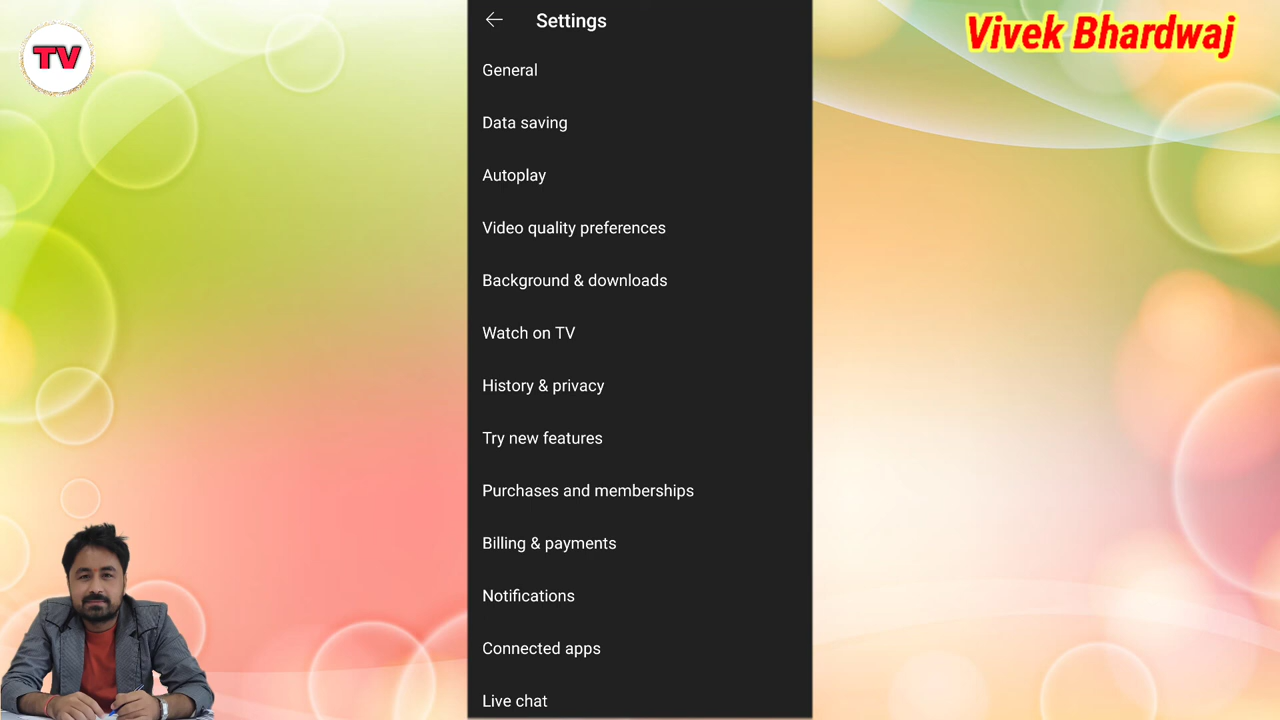 TV
Vivek Bhardwaj
Settings
General
Data saving
Autoplay
Video quality preferences
Background & downloads
Watch on TV
History & privacy
Try new features
Purchases and memberships
Billing & payments
Notifications
Connected apps
Live chat